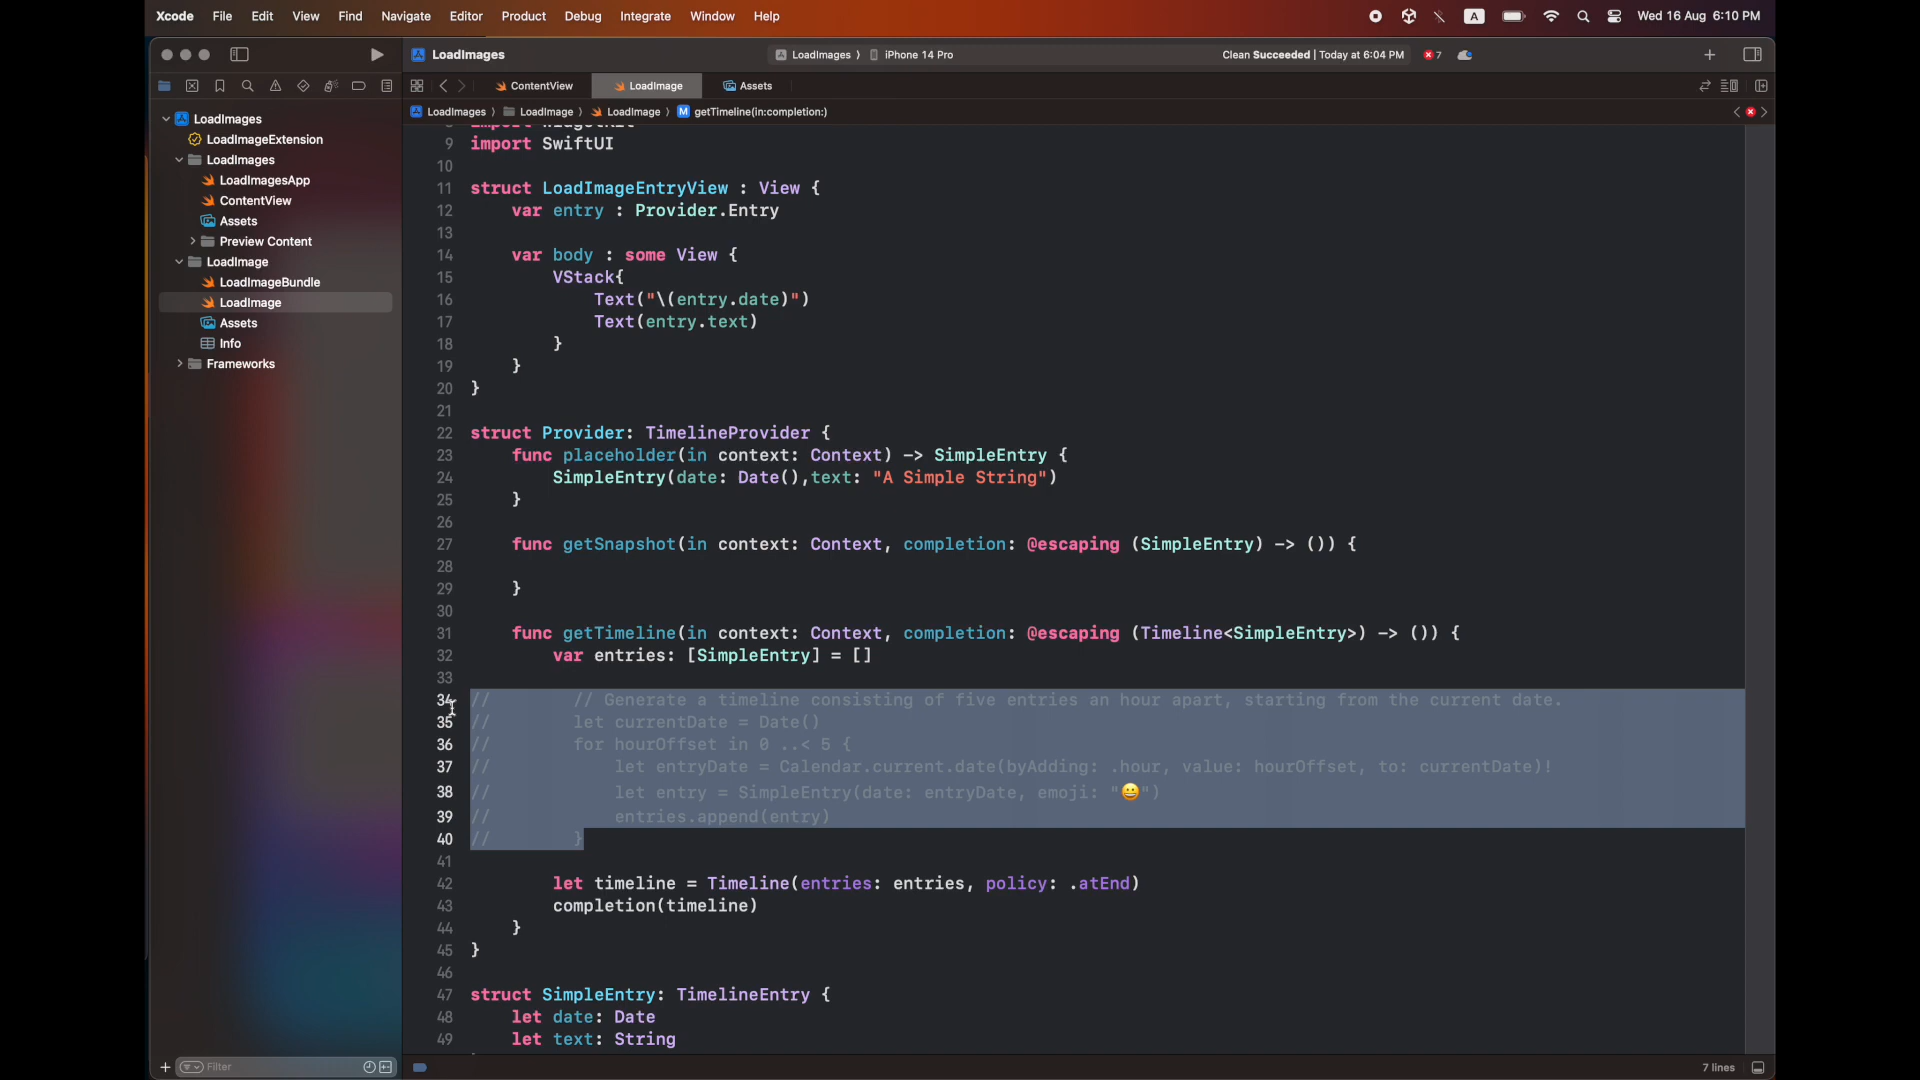 Xcode File Edit View Find Navigate Editor Product Debug Integrate Window Help A Wed 16 Aug 6:10 PM
LoadImages LoadImages iPhone 14 Pro Clean Succeeded | Today at 6:04 PM 7
ContentView LoadImage Assets
LoadImages LoadImage LoadImage M getTimeline(in:completion:)
LoadImages
LoadImageExtension
LoadImages
LoadImagesApp
ContentView
Assets
Preview Content
LoadImage
LoadImageBundle
LoadImage
Assets
Info
Frameworks
Filter
8 import WidgetKit
9 import SwiftUI
10
11 struct LoadImageEntryView : View {
12 var entry : Provider.Entry
13
14 var body : some View {
15 VStack{
16 Text("\(entry.date)")
17 Text(entry.text)
18 }
19 }
20 }
21
22 struct Provider: TimelineProvider {
23 func placeholder(in context: Context) -> SimpleEntry {
24 SimpleEntry(date: Date(),text: "A Simple String")
25 }
26
27 func getSnapshot(in context: Context, completion: @escaping (SimpleEntry) -> ()) {
28
29 }
30
31 func getTimeline(in context: Context, completion: @escaping (Timeline<SimpleEntry>) -> ()) {
32 var entries: [SimpleEntry] = []
33
34 // // Generate a timeline consisting of five entries an hour apart, starting from the current date.
35 // let currentDate = Date()
36 // for hourOffset in 0 ..< 5 {
37 // let entryDate = Calendar.current.date(byAdding: .hour, value: hourOffset, to: currentDate)!
38 // let entry = SimpleEntry(date: entryDate, emoji: "😀")
39 // entries.append(entry)
40 // }
41
42 let timeline = Timeline(entries: entries, policy: .atEnd)
43 completion(timeline)
44 }
45 }
46
47 struct SimpleEntry: TimelineEntry {
48 let date: Date
49 let text: String
7 lines